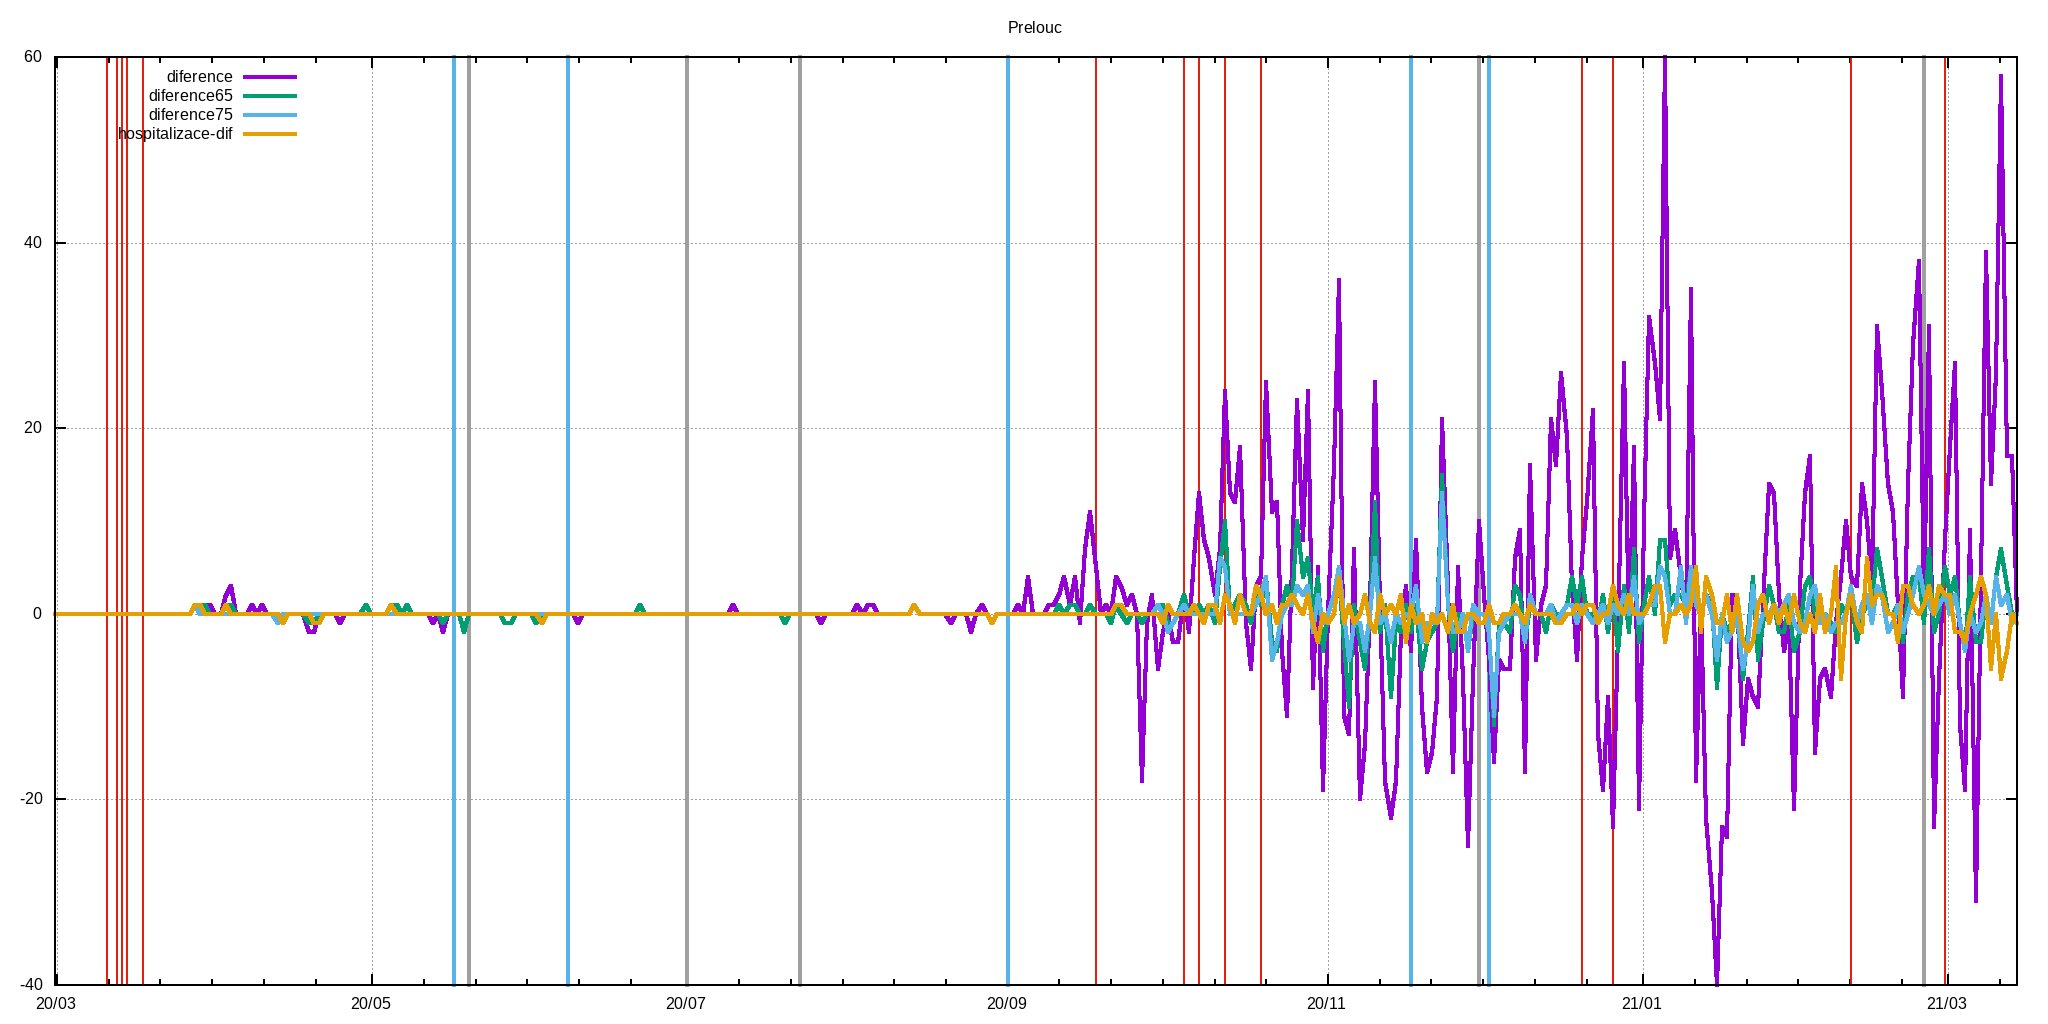 Prelouc
60
diference
diference65
diference75
hospitalizace-dif
40
20
0
-20
-40
20/03 20/05 20/07 20/09 20/11 21/01 21/03